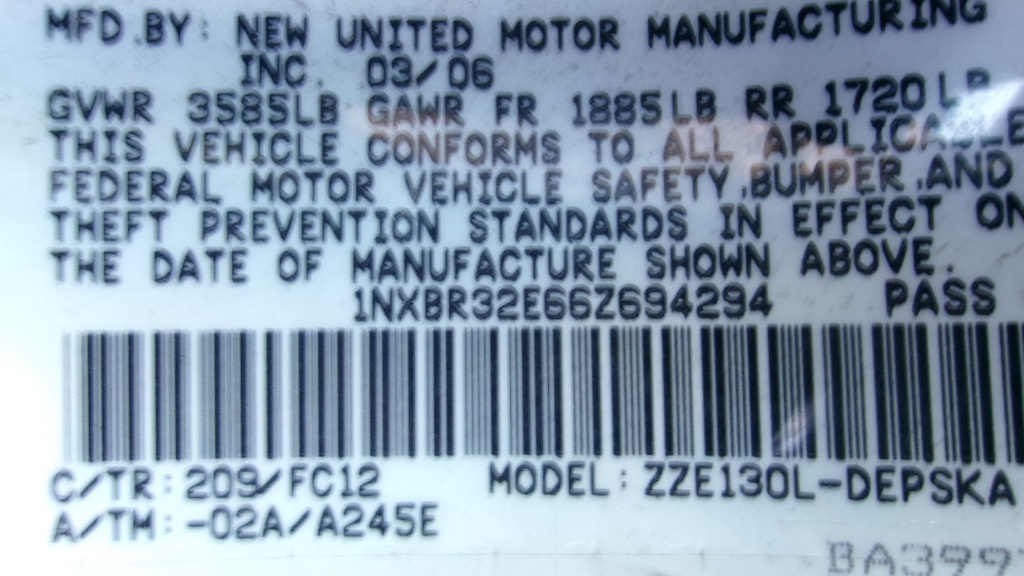 MFD.BY: NEW UNITED MOTOR MANUFACTURING
INC. 03/06
GVWR 3585LB GAWR FR 1885LB RR 1720LB
THIS VEHICLE CONFORMS TO ALL APPLICABLE
FEDERAL MOTOR VEHICLE SAFETY,BUMPER,AND
THEFT PREVENTION STANDARDS IN EFFECT ON
THE DATE OF MANUFACTURE SHOWN ABOVE.
1NXBR32E66Z694294 PASS
C/TR: 209/FC12 MODEL: ZZE130L-DEPSKA
A/TM: -02A/A245E